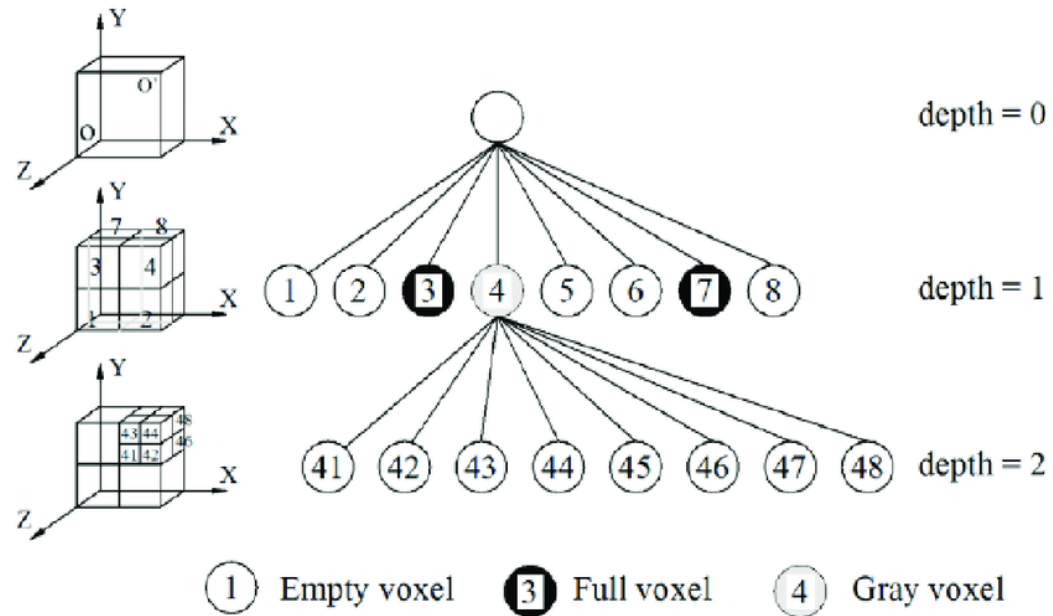 Y
O'
O
X
Z
depth = 0
Y
7 8
3 4
1 2
X
Z
1 2 3 4 5 6 7 8
depth = 1
Y
43 44 48
41 42 46
X
Z
41 42 43 44 45 46 47 48
depth = 2
1 Empty voxel 3 Full voxel 4 Gray voxel